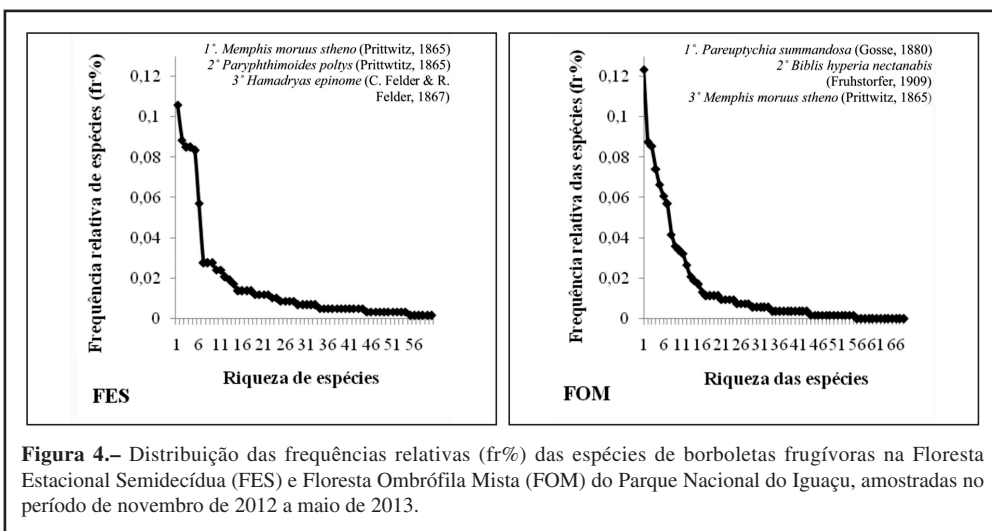 1°. Memphis moruus stheno (Prittwitz, 1865)
2° Paryphthimoides poltys (Prittwtitz, 1865)
3° Hamadryas epinome (C. Felder & R.
Felder, 1867)
Frequência relativa de espécies (fr%)
0,12
0,1
0,08
0,06
0,04
0,02
0
1 6 11 16 21 26 31 36 41 46 51 56
Riqueza de espécies
FES
1°. Pareuptychia summandosa (Gosse, 1880)
2° Biblis hyperia nectanabis
(Fruhstorfer, 1909)
3° Memphis moruus stheno (Prittwitz, 1865)
Frequência relativa das espécies (fr%)
0,12
0,1
0,08
0,06
0,04
0,02
0
1 6 11 16 21 26 31 36 41 46 51 56 61 66
Riqueza das espécies
FOM
Figura 4.– Distribuição das frequências relativas (fr%) das espécies de borboletas frugívoras na Floresta
Estacional Semidecídua (FES) e Floresta Ombrófila Mista (FOM) do Parque Nacional do Iguaçu, amostradas no
período de novembro de 2012 a maio de 2013.